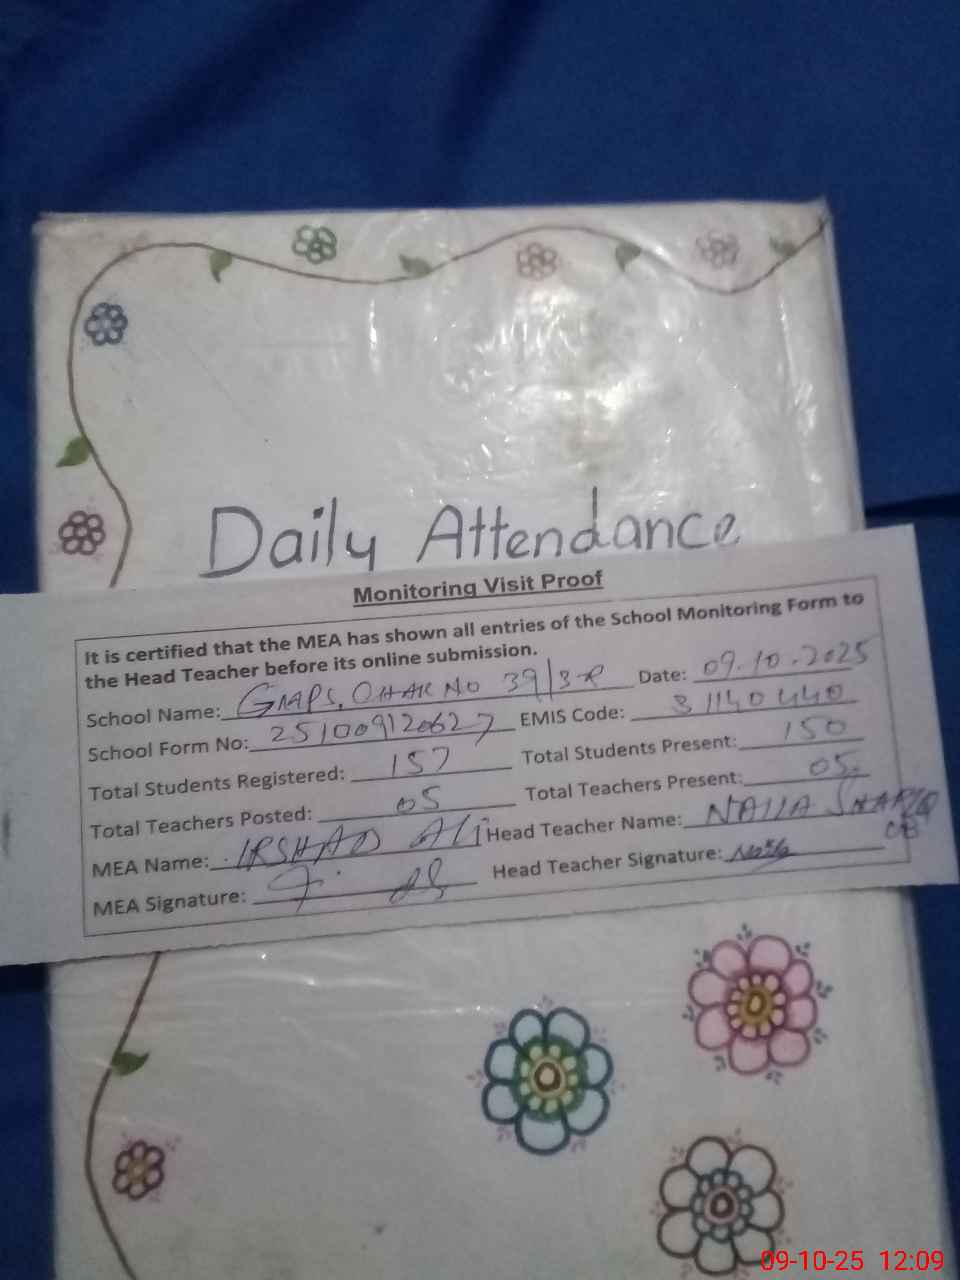 Daily Attendance
Monitoring Visit Proof
It is certified that the MEA has shown all entries of the School Monitoring Form to
the Head Teacher before its online submission.
School Name: CHAK NO 39/3-R Date: 09.10.2025
School Form No: 251009120627 EMIS Code: 31140440
Total Students Registered: 157 Total Students Present: 150
Total Teachers Posted: 05 Total Teachers Present: 05
MEA Name: IRSHAD ALI Head Teacher Name: NAILA
MEA Signature: Head Teacher Signature:
09-10-25 12:09